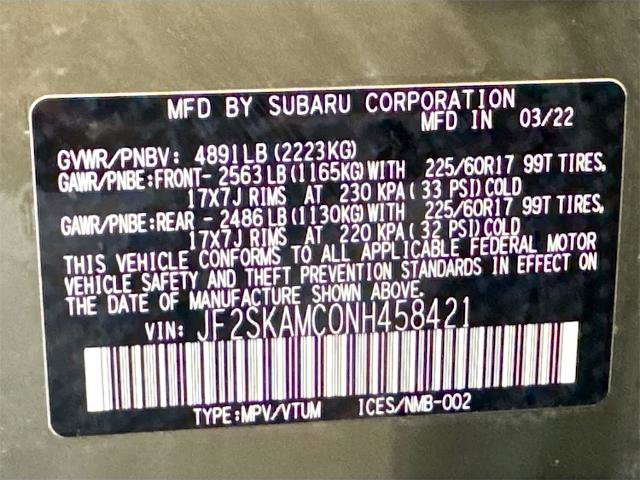 MFD BY SUBARU CORPORATION
MFD IN 03/22
GVWR/PNBV: 4891LB (2223KG)
GAWR/PNBE:FRONT-2563LB(1165KG)WITH 225/60R17 99T TIRES,
17X7J RIMS AT 230 KPA(33 PSI)COLD
GAWR/PNBE:REAR -2486LB(1130KG)WITH 225/60R17 99T TIRES,
17X7J RIMS AT 220 KPA(32 PSI)COLD
THIS VEHICLE CONFORMS TO ALL APPLICABLE FEDERAL MOTOR
VEHICLE SAFETY AND THEFT PREVENTION STANDARDS IN EFFECT ON
THE DATE OF MANUFACTURE SHOWN ABOVE.
VIN: JF2SKAMC0NH458421
TYPE:MPV/VTUM ICES/NMB-002